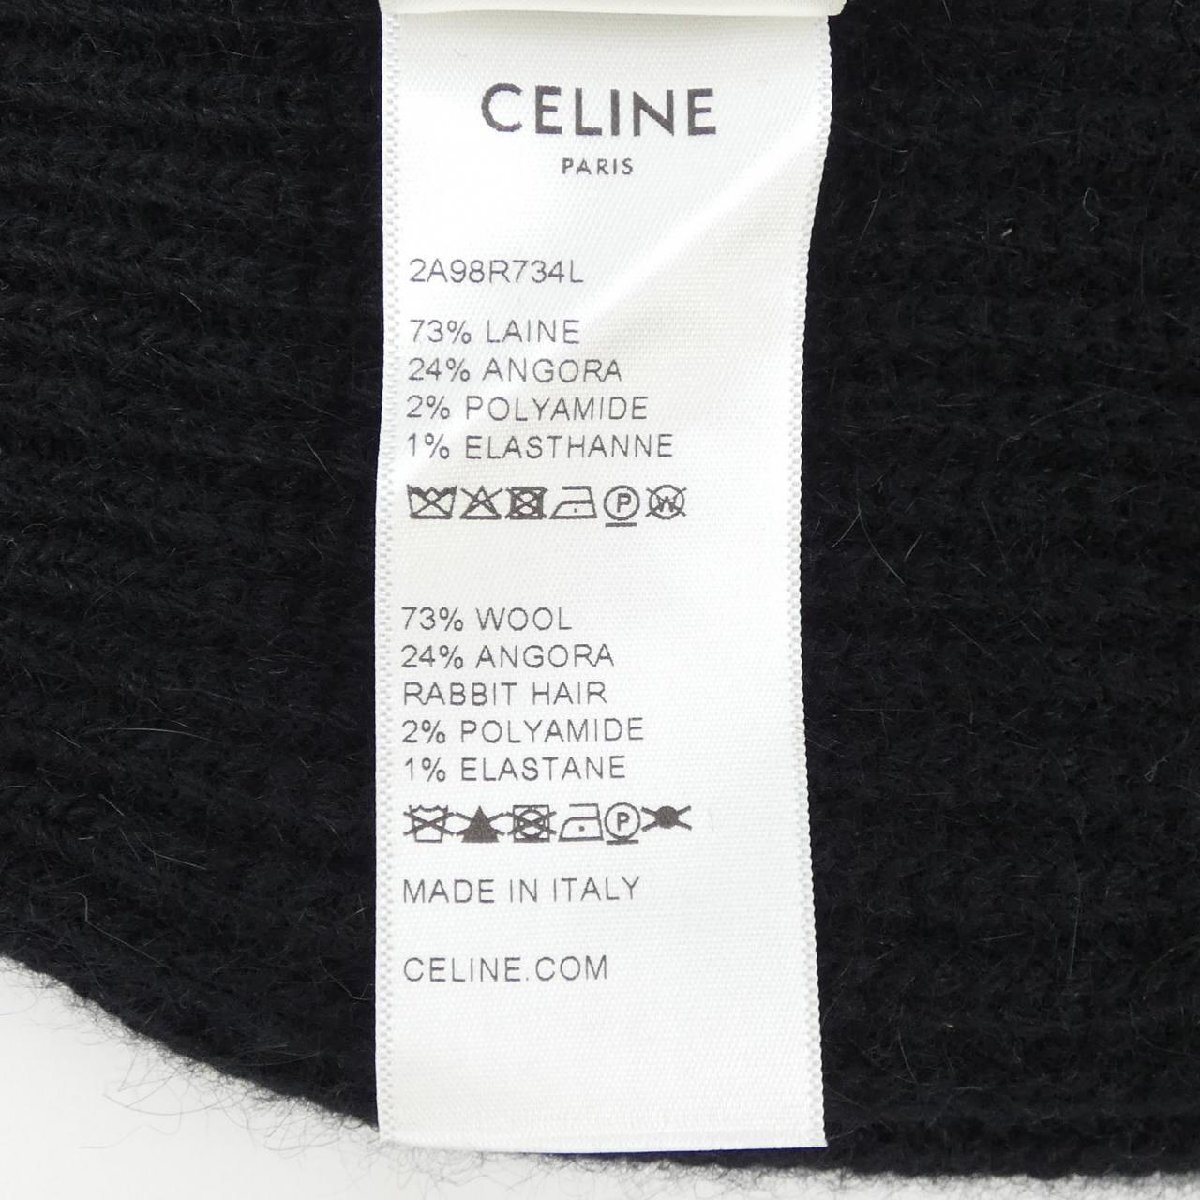 CELINE
PARIS
2A98R734L
73% LAINE
24% ANGORA
2% POLYAMIDE
1% ELASTHANNE
P W
73% WOOL
24% ANGORA
RABBIT HAIR
2% POLYAMIDE
1% ELASTANE
P
MADE IN ITALY
CELINE.COM